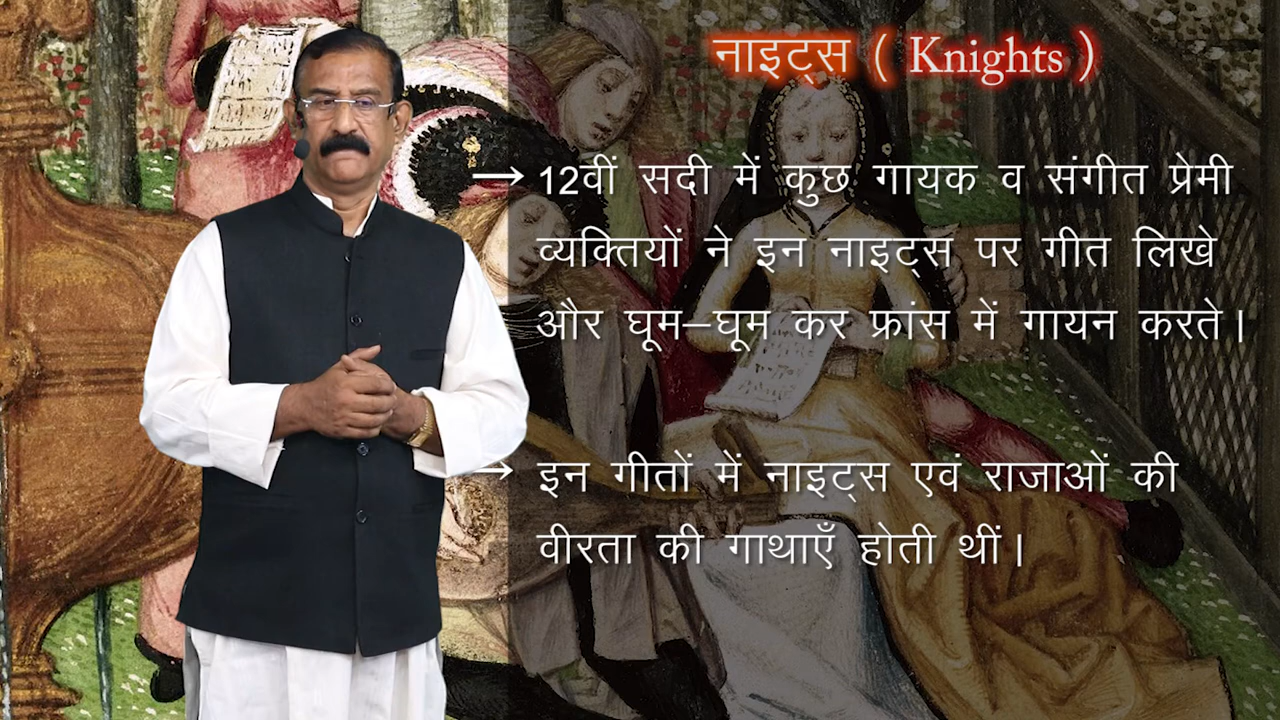 नाइट्स ( Knights )
→ 12वीं सदी में कुछ गायक व संगीत प्रेमी
व्यक्तियों ने इन नाइट्स पर गीत लिखे
और घूम–घूम कर फ्रांस में गायन करते।
→ इन गीतों में नाइट्स एवं राजाओं की
वीरता की गाथाएँ होती थीं।